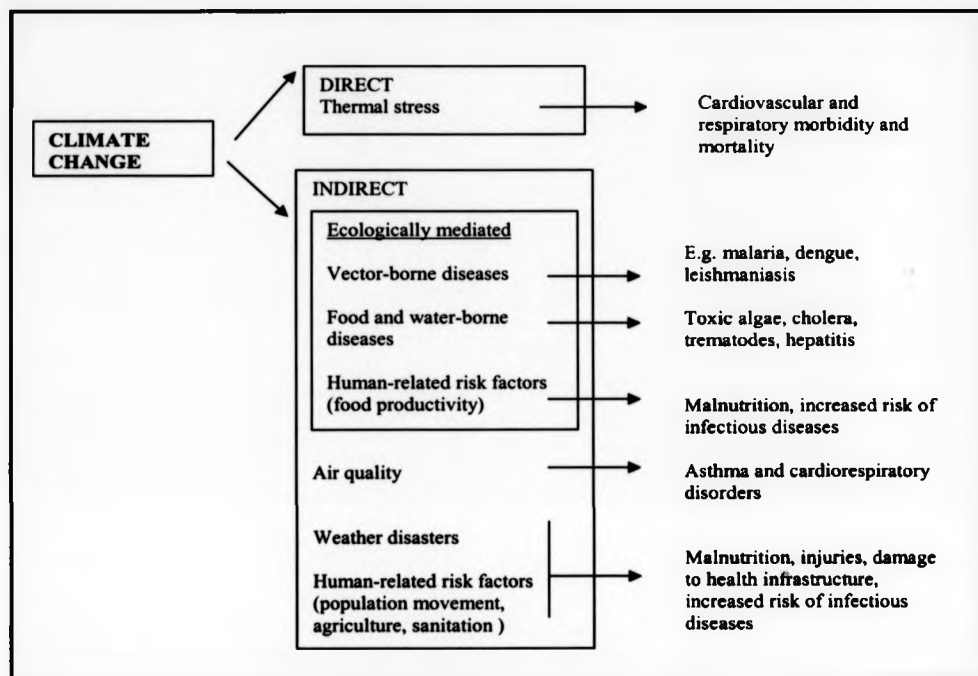 CLIMATE
CHANGE
DIRECT
Thermal stress
Cardiovascular and
respiratory morbidity and
mortality
INDIRECT
Ecologically mediated
Vector-borne diseases
E.g. malaria, dengue,
leishmaniasis
Food and water-borne
diseases
Toxic algae, cholera,
trematodes, hepatitis
Human-related risk factors
(food productivity)
Malnutrition, increased risk of
infectious diseases
Air quality
Asthma and cardiorespiratory
disorders
Weather disasters
Human-related risk factors
(population movement,
agriculture, sanitation )
Malnutrition, injuries, damage
to health infrastructure,
increased risk of infectious
diseases